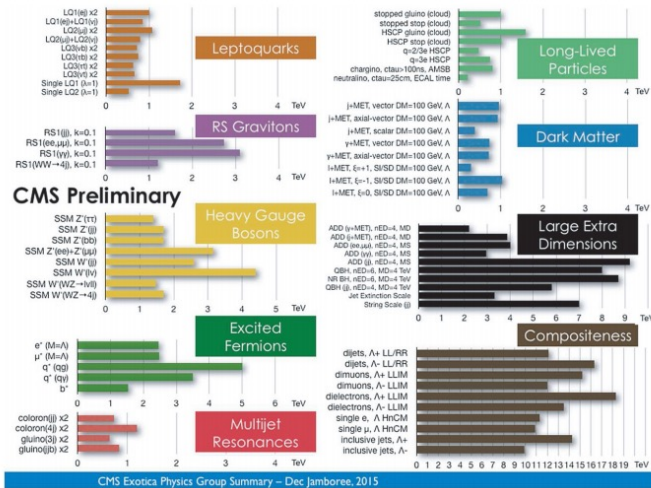 LQ1(ej) x2
LQ1(ej)+LQ1(νj)
LQ2(μj) x2
LQ2(μj)+LQ2(νj)
LQ3(νb) x2
LQ3(τb) x2
LQ3(τt) x2
LQ3(νt) x2
Single LQ1 (λ=1)
Single LQ2 (λ=1)
Leptoquarks
0 1 2 3 4 TeV
RS Gravitons
RS1(jj), k=0.1
RS1(ee,μμ), k=0.1
RS1(γγ), k=0.1
RS1(WW→4j), k=0.1
0 1 2 3 4 TeV
CMS Preliminary
Heavy Gauge
Bosons
SSM Z'(ττ)
SSM Z'(jj)
SSM Z'(bb)
SSM Z'(ee)+Z'(μμ)
SSM W'(jj)
SSM W'(lν)
SSM W'(WZ→lνll)
SSM W'(WZ→4j)
0 1 2 3 4 5 TeV
Excited
Fermions
e* (M=Λ)
μ* (M=Λ)
q* (qg)
q* (qγ)
b*
0 1 2 3 4 5 6 TeV
coloron(jj) x2
coloron(4j) x2
gluino(3j) x2
gluino(jjb) x2
Multijet
Resonances
0 1 2 3 4 TeV
stopped gluino (cloud)
stopped stop (cloud)
HSCP gluino (cloud)
HSCP stop (cloud)
q=2/3e HSCP
q=3e HSCP
chargino, ctau>100ns, AMSB
neutralino, ctau=25cm, ECAL time
Long-Lived
Particles
0 1 2 3 4 TeV
j+MET, vector DM=100 GeV, Λ
j+MET, axial-vector DM=100 GeV, Λ
j+MET, scalar DM=100 GeV, Λ
γ+MET, vector DM=100 GeV, Λ
γ+MET, axial-vector DM=100 GeV, Λ
l+MET, ξ=+1, SI/SD DM=100 GeV, Λ
l+MET, ξ=-1, SI/SD DM=100 GeV, Λ
l+MET, ξ=0, SI/SD DM=100 GeV, Λ
Dark Matter
0 1 2 3 4 TeV
Large Extra
Dimensions
ADD (γ+MET), nED=4, MD
ADD (j+MET), nED=4, MD
ADD (ee,μμ), nED=4, MS
ADD (γγ), nED=4, MS
ADD (jj), nED=4, MS
QBH, nED=6, MD=4 TeV
NR BH, nED=6, MD=4 TeV
QBH (jj), nED=4, MD=4 TeV
Jet Extinction Scale
String Scale (jj)
0 1 2 3 4 5 6 7 8 9 TeV
Compositeness
dijets, Λ+ LL/RR
dijets, Λ- LL/RR
dimuons, Λ+ LLIM
dimuons, Λ- LLIM
dielectrons, Λ+ LLIM
dielectrons, Λ- LLIM
single e, Λ HnCM
single μ, Λ HnCM
inclusive jets, Λ+
inclusive jets, Λ-
0 1 2 3 4 5 6 7 8 9 10 11 12 13 14 15 16 17 18 19 TeV
CMS Exotica Physics Group Summary – Dec Jamboree, 2015